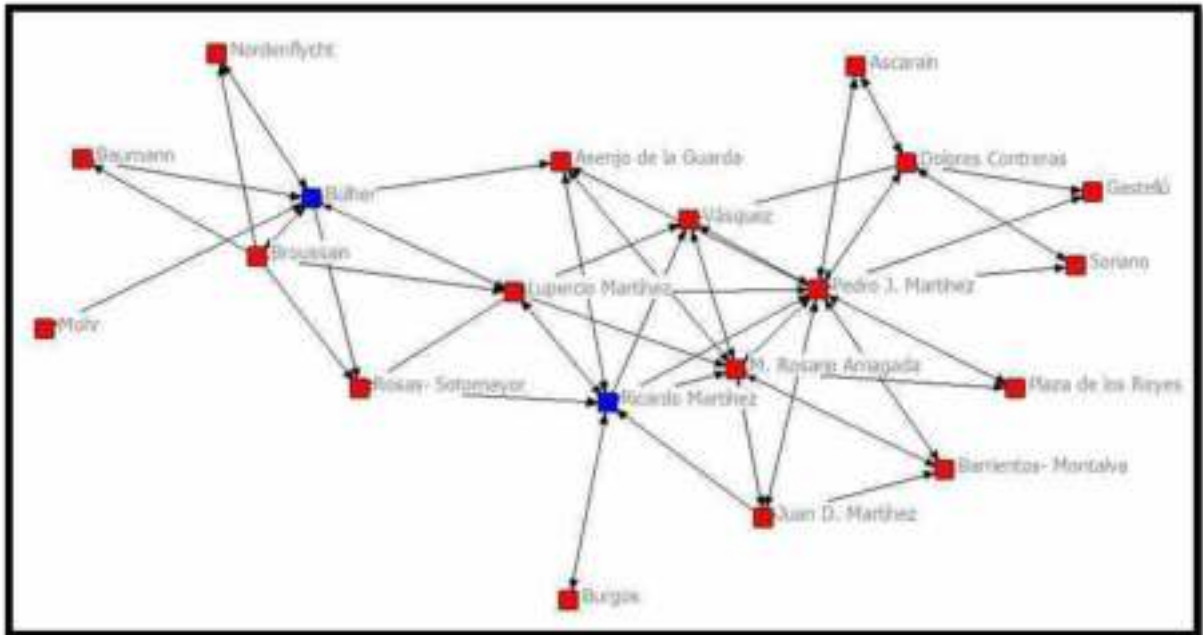 Nordenflycht
Ascarain
Baumann
Asenjo de la Guarda
Dolores Contreras
Bulher
Gastelló
Vásquez
Broussain
Soriano
Lupercio Martínez
Pedro J. Martínez
Mohr
M. Rosario Arriagada
Rosas- Sotomayor
Plaza de los Reyes
Ricardo Martínez
Barrientos- Montalva
Juan D. Martínez
Burgos